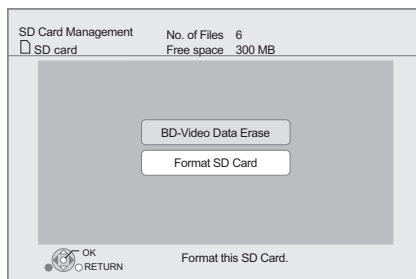 SD Card Management
No. of Files 6
SD card
Free space 300 MB
BD-Video Data Erase
Format SD Card
OK
RETURN
Format this SD Card.